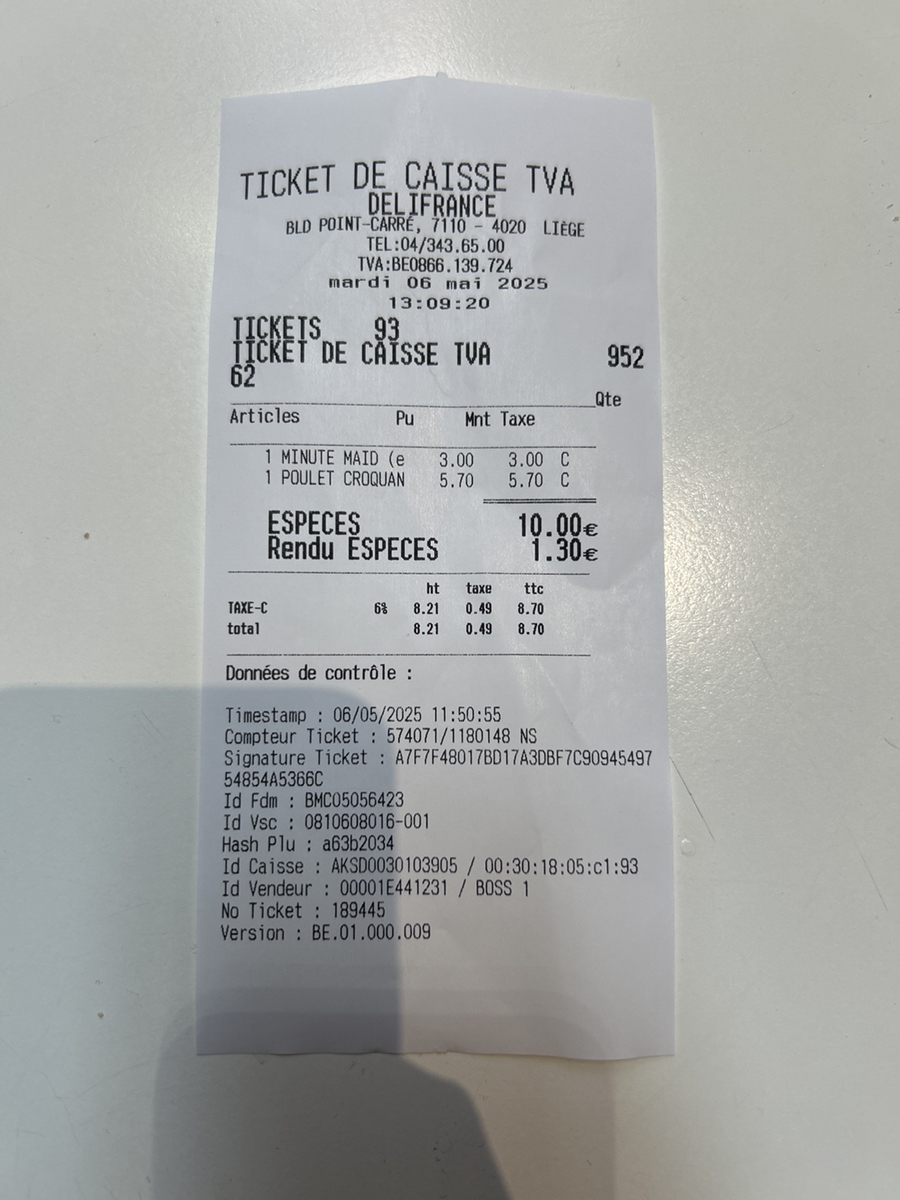 TICKET DE CAISSE TVA
DELIFRANCE
BLD POINT-CARRÉ, 7110 - 4020 LIÈGE
TEL:04/343.65.00
TVA:BE0866.139.724
mardi 06 mai 2025
13:09:20
TICKETS 93
TICKET DE CAISSE TVA 952
62
Qte
Articles Pu Mnt Taxe
1 MINUTE MAID (e 3.00 3.00 C
1 POULET CROQUAN 5.70 5.70 C
ESPECES 10.00€
Rendu ESPECES 1.30€
ht taxe ttc
TAXE-C 6% 8.21 0.49 8.70
total 8.21 0.49 8.70
Données de contrôle :
Timestamp : 06/05/2025 11:50:55
Compteur Ticket : 574071/1180148 NS
Signature Ticket : A7F7F48017BD17A3DBF7C90945497
54854A5366C
Id Fdm : BMC05056423
Id Vsc : 0810608016-001
Hash Plu : a63b2034
Id Caisse : AKSD0030103905 / 00:30:18:05:c1:93
Id Vendeur : 00001E441231 / BOSS 1
No Ticket : 189445
Version : BE.01.000.009